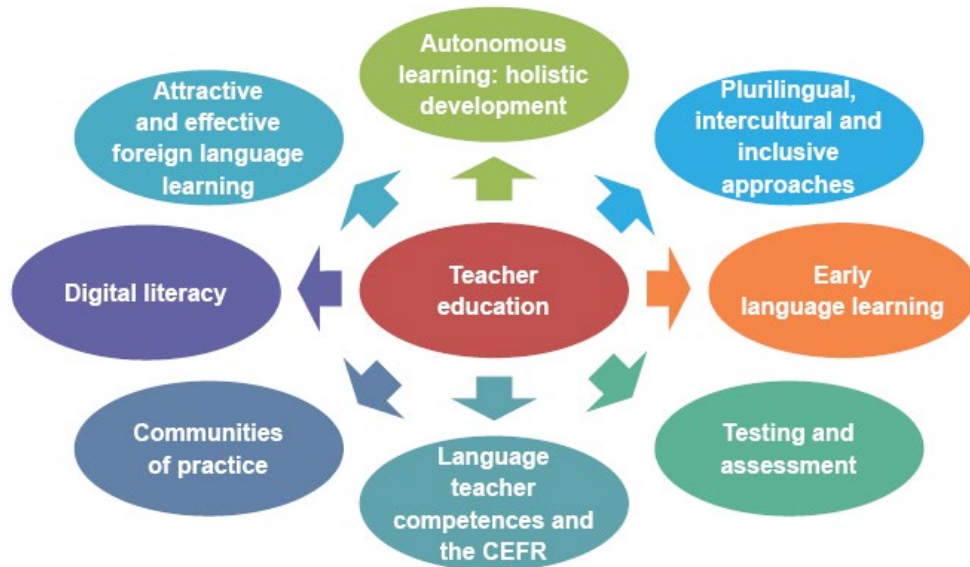 Autonomous
learning: holistic
development
Attractive
and effective
foreign language
learning
Plurilingual,
intercultural and
inclusive
approaches
Digital literacy
Teacher
education
Early
language learning
Communities
of practice
Language
teacher
competences and
the CEFR
Testing and
assessment